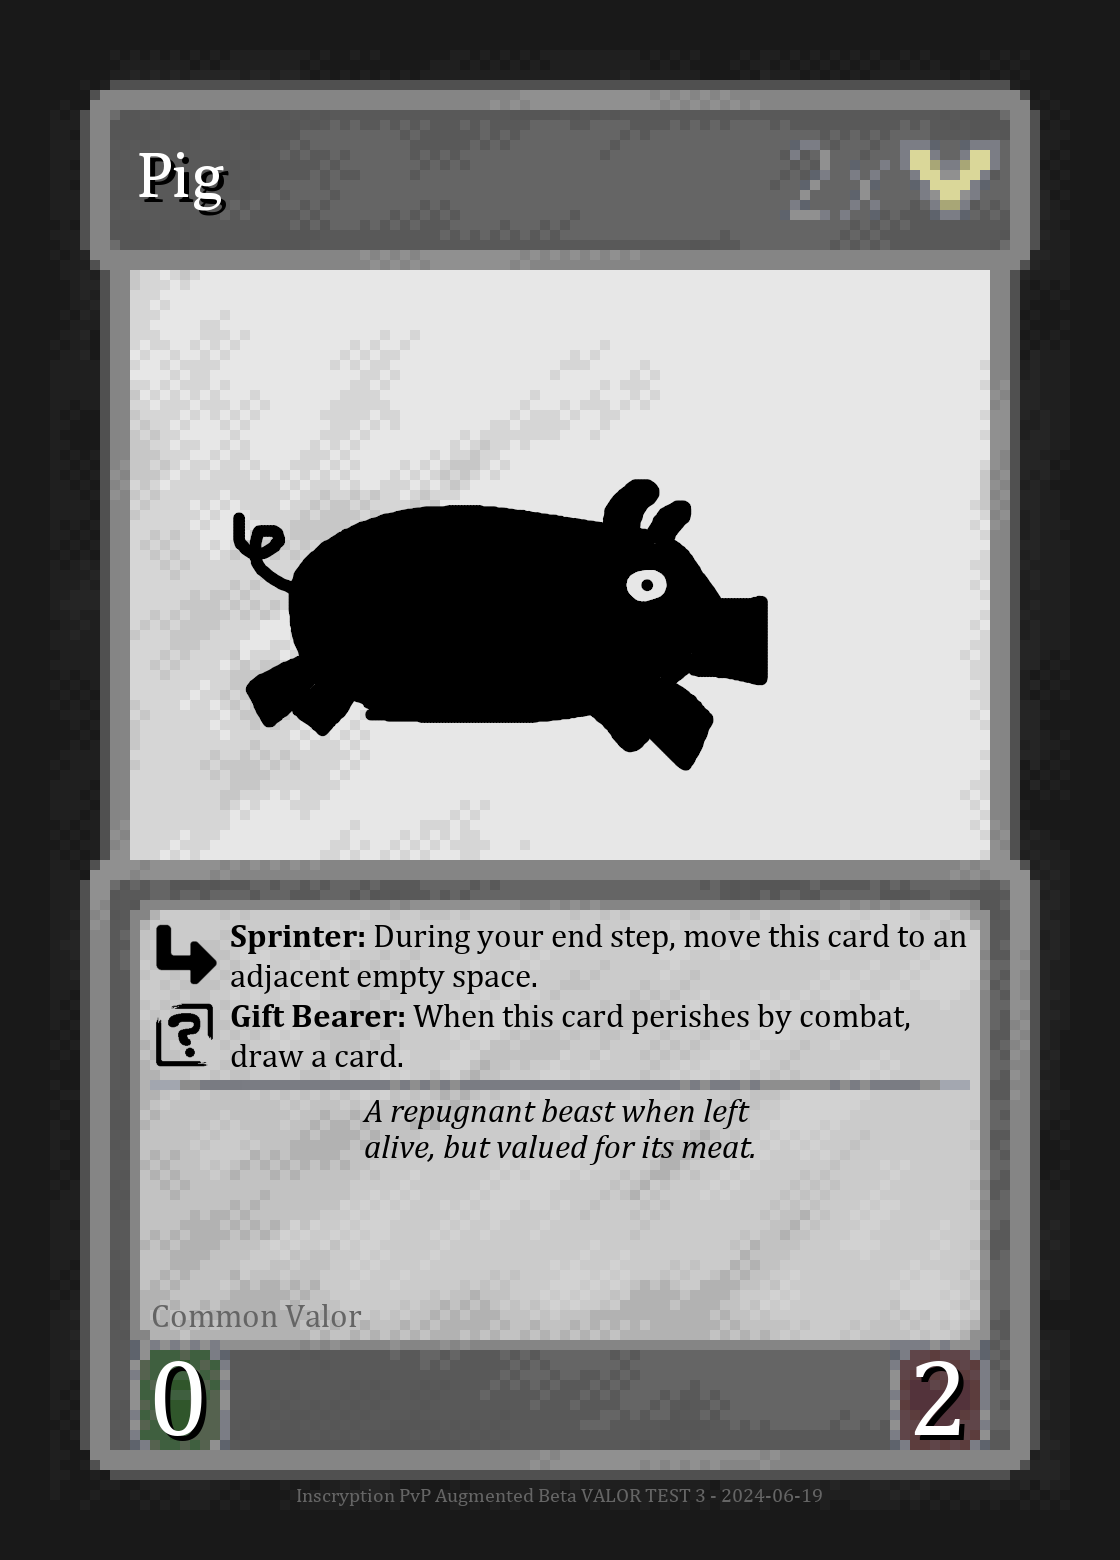 Pig
2x
Sprinter: During your end step, move this card to an
adjacent empty space.
?
Gift Bearer: When this card perishes by combat,
draw a card.
A repugnant beast when left
alive, but valued for its meat.
Common Valor
0
2
Inscryption PvP Augmented Beta VALOR TEST 3 - 2024-06-19